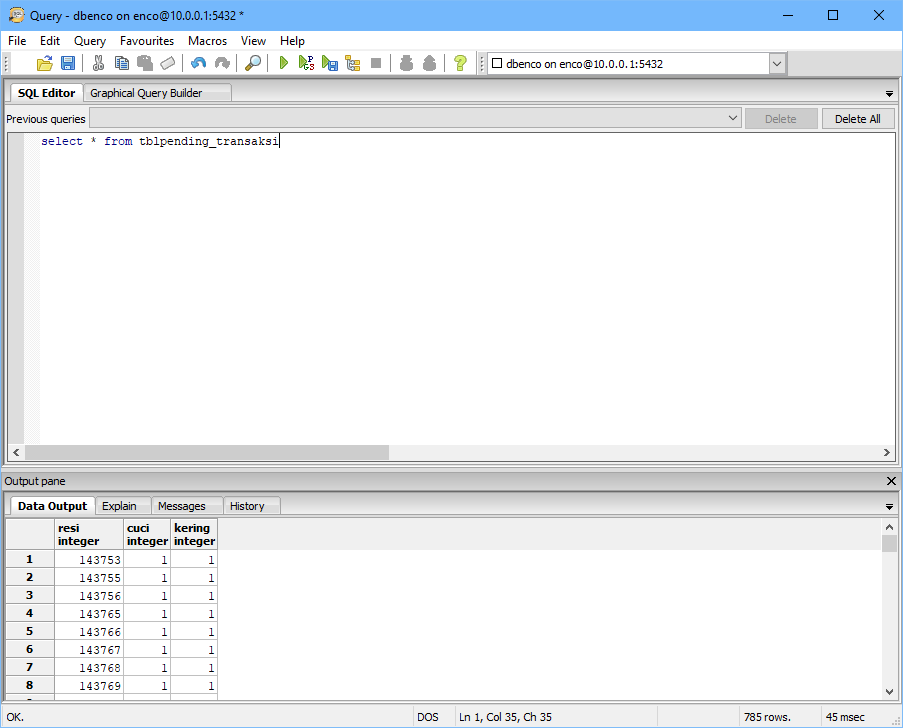 Query - dbenco on enco@10.0.0.1:5432 *
File Edit Query Favourites Macros View Help
dbenco on enco@10.0.0.1:5432
SQL Editor Graphical Query Builder
Previous queries Delete Delete All
select * from tblpending_transaksi
Output pane
Data Output Explain Messages History
resi cuci kering
integer integer integer
1 143753 1 1
2 143755 1 1
3 143756 1 1
4 143765 1 1
5 143766 1 1
6 143767 1 1
7 143768 1 1
8 143769 1 1
OK. DOS Ln 1, Col 35, Ch 35 785 rows. 45 msec